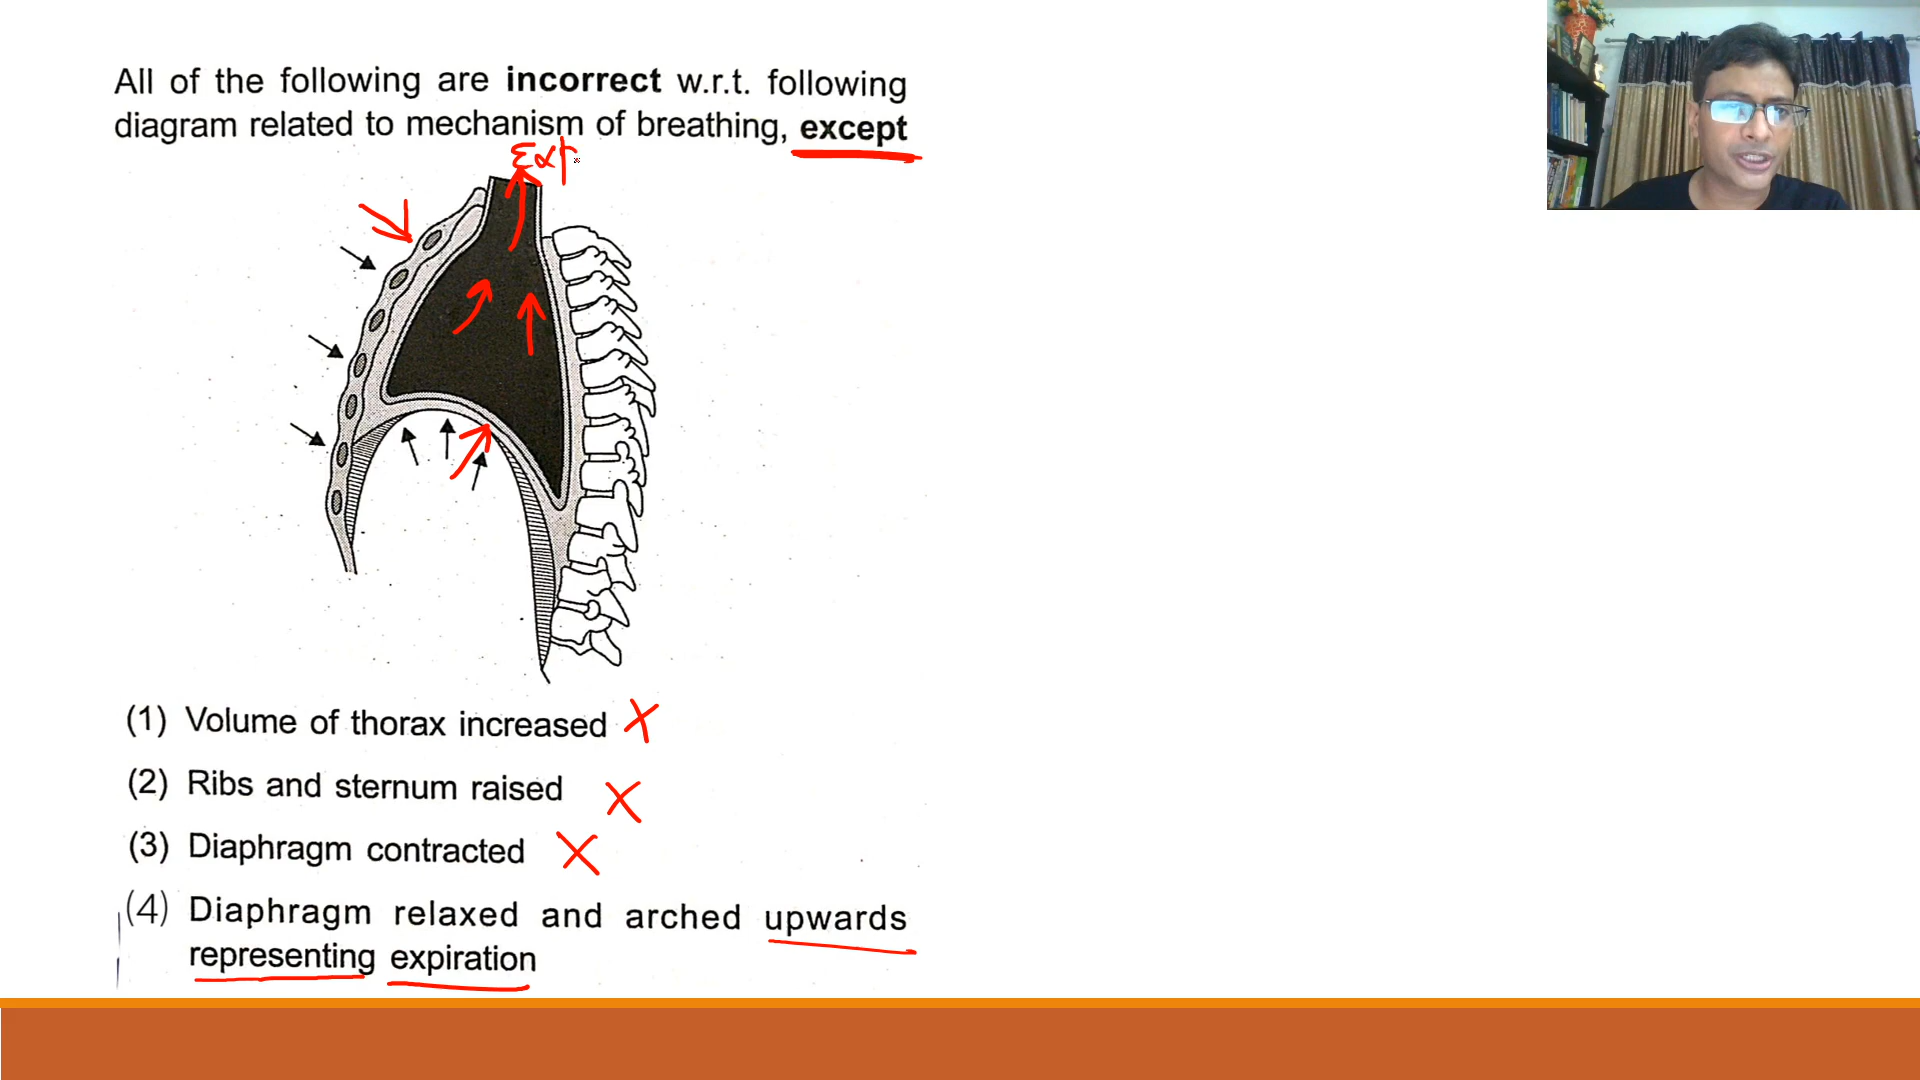 All of the following are incorrect w.r.t. following
diagram related to mechanism of breathing, except
Exp
(1) Volume of thorax increased X
(2) Ribs and sternum raised X
(3) Diaphragm contracted X
(4) Diaphragm relaxed and arched upwards
representing expiration